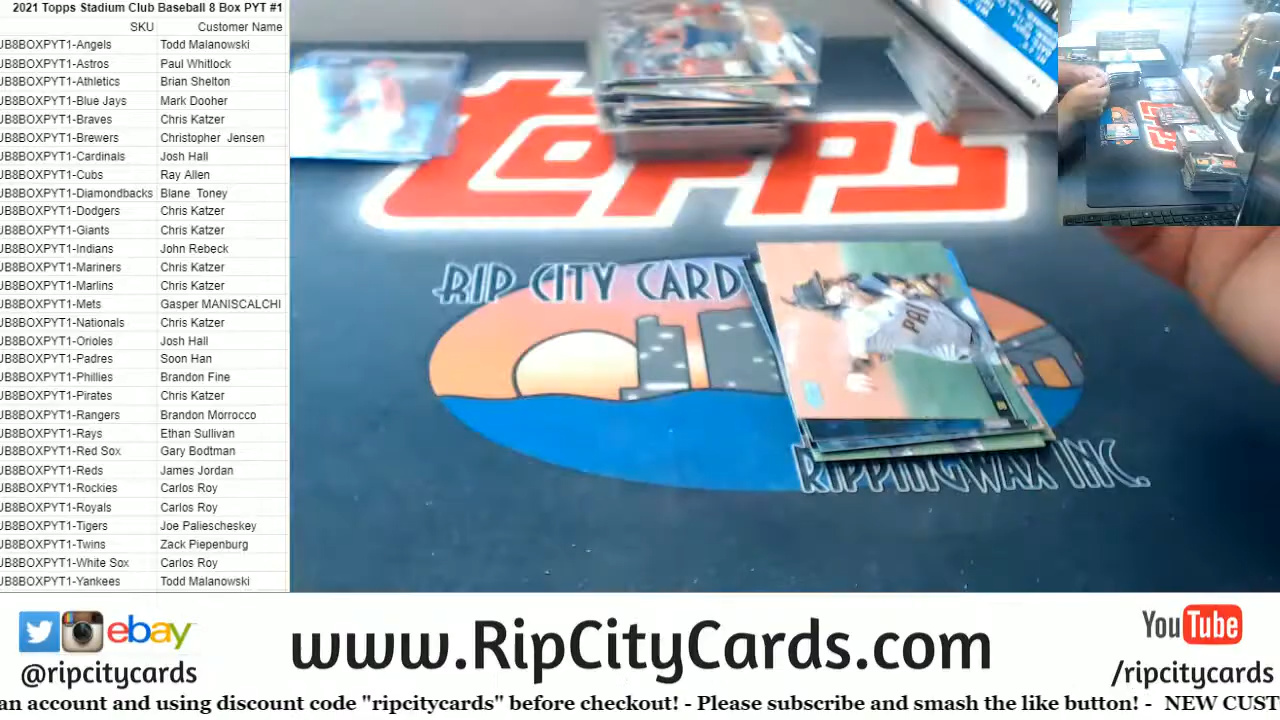 2021 Topps Stadium Club Baseball 8 Box PYT #1
SKU Customer Name
JB8BOXPYT1-Angels Todd Malanowski
JB8BOXPYT1-Astros Paul Whitlock
JB8BOXPYT1-Athletics Brian Shelton
JB8BOXPYT1-Blue Jays Mark Dooher
JB8BOXPYT1-Braves Chris Katzer
JB8BOXPYT1-Brewers Christopher Jensen
JB8BOXPYT1-Cardinals Josh Hall
JB8BOXPYT1-Cubs Ray Allen
JB8BOXPYT1-Diamondbacks Blane Toney
JB8BOXPYT1-Dodgers Chris Katzer
JB8BOXPYT1-Giants Chris Katzer
JB8BOXPYT1-Indians John Rebeck
JB8BOXPYT1-Mariners Chris Katzer
JB8BOXPYT1-Marlins Chris Katzer
JB8BOXPYT1-Mets Gasper MANISCALCHI
JB8BOXPYT1-Nationals Chris Katzer
JB8BOXPYT1-Orioles Josh Hall
JB8BOXPYT1-Padres Soon Han
JB8BOXPYT1-Phillies Brandon Fine
JB8BOXPYT1-Pirates Chris Katzer
JB8BOXPYT1-Rangers Brandon Morrocco
JB8BOXPYT1-Rays Ethan Sullivan
JB8BOXPYT1-Red Sox Gary Bodtman
JB8BOXPYT1-Reds James Jordan
JB8BOXPYT1-Rockies Carlos Roy
JB8BOXPYT1-Royals Carlos Roy
JB8BOXPYT1-Tigers Joe Paliescheskey
JB8BOXPYT1-Twins Zack Piepenburg
JB8BOXPYT1-White Sox Carlos Roy
JB8BOXPYT1-Yankees Todd Malanowski
topps
RIP CITY CARD
RIPPINGWAX INC.
ebay
@ripcitycards
www.RipCityCards.com
YouTube
/ripcitycards
an account and using discount code "ripcitycards" before checkout! - Please subscribe and smash the like button! - NEW CUST